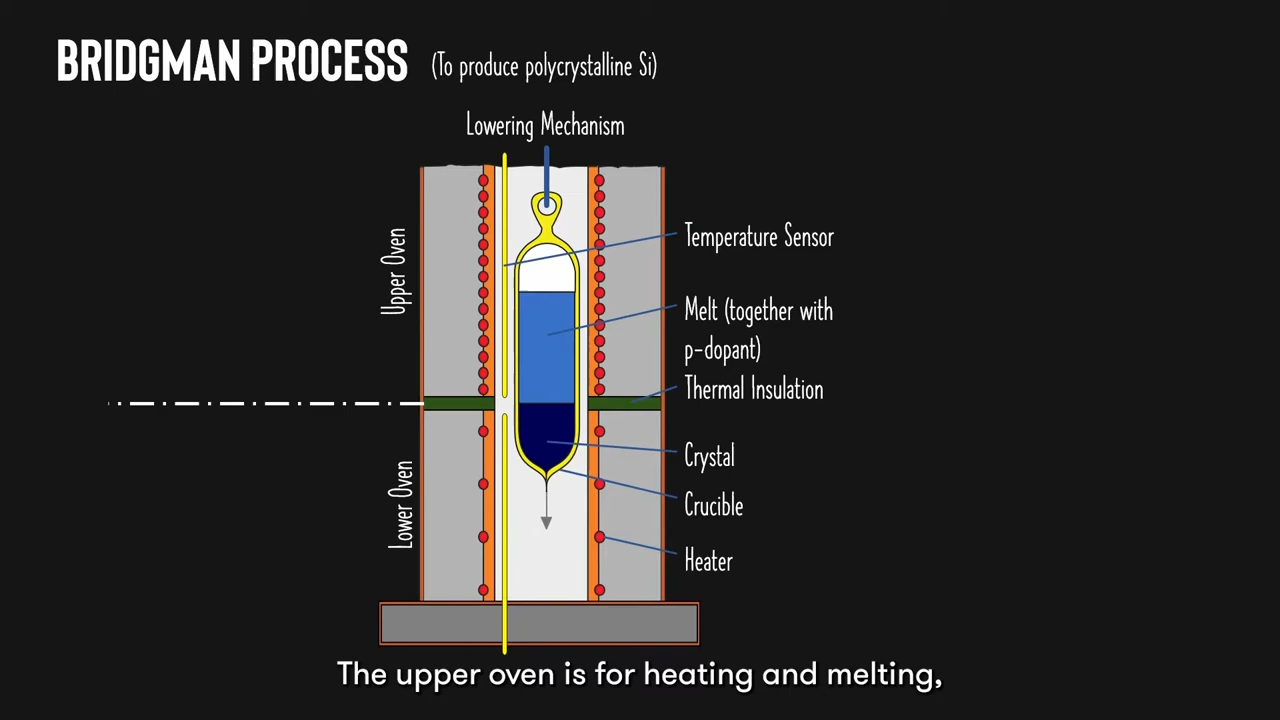 BRIDGMAN PROCESS (To produce polycrystalline Si)
Lowering Mechanism
Upper Oven
Temperature Sensor
Melt (together with
p-dopant)
Thermal Insulation
Crystal
Lower Oven
Crucible
Heater
The upper oven is for heating and melting,